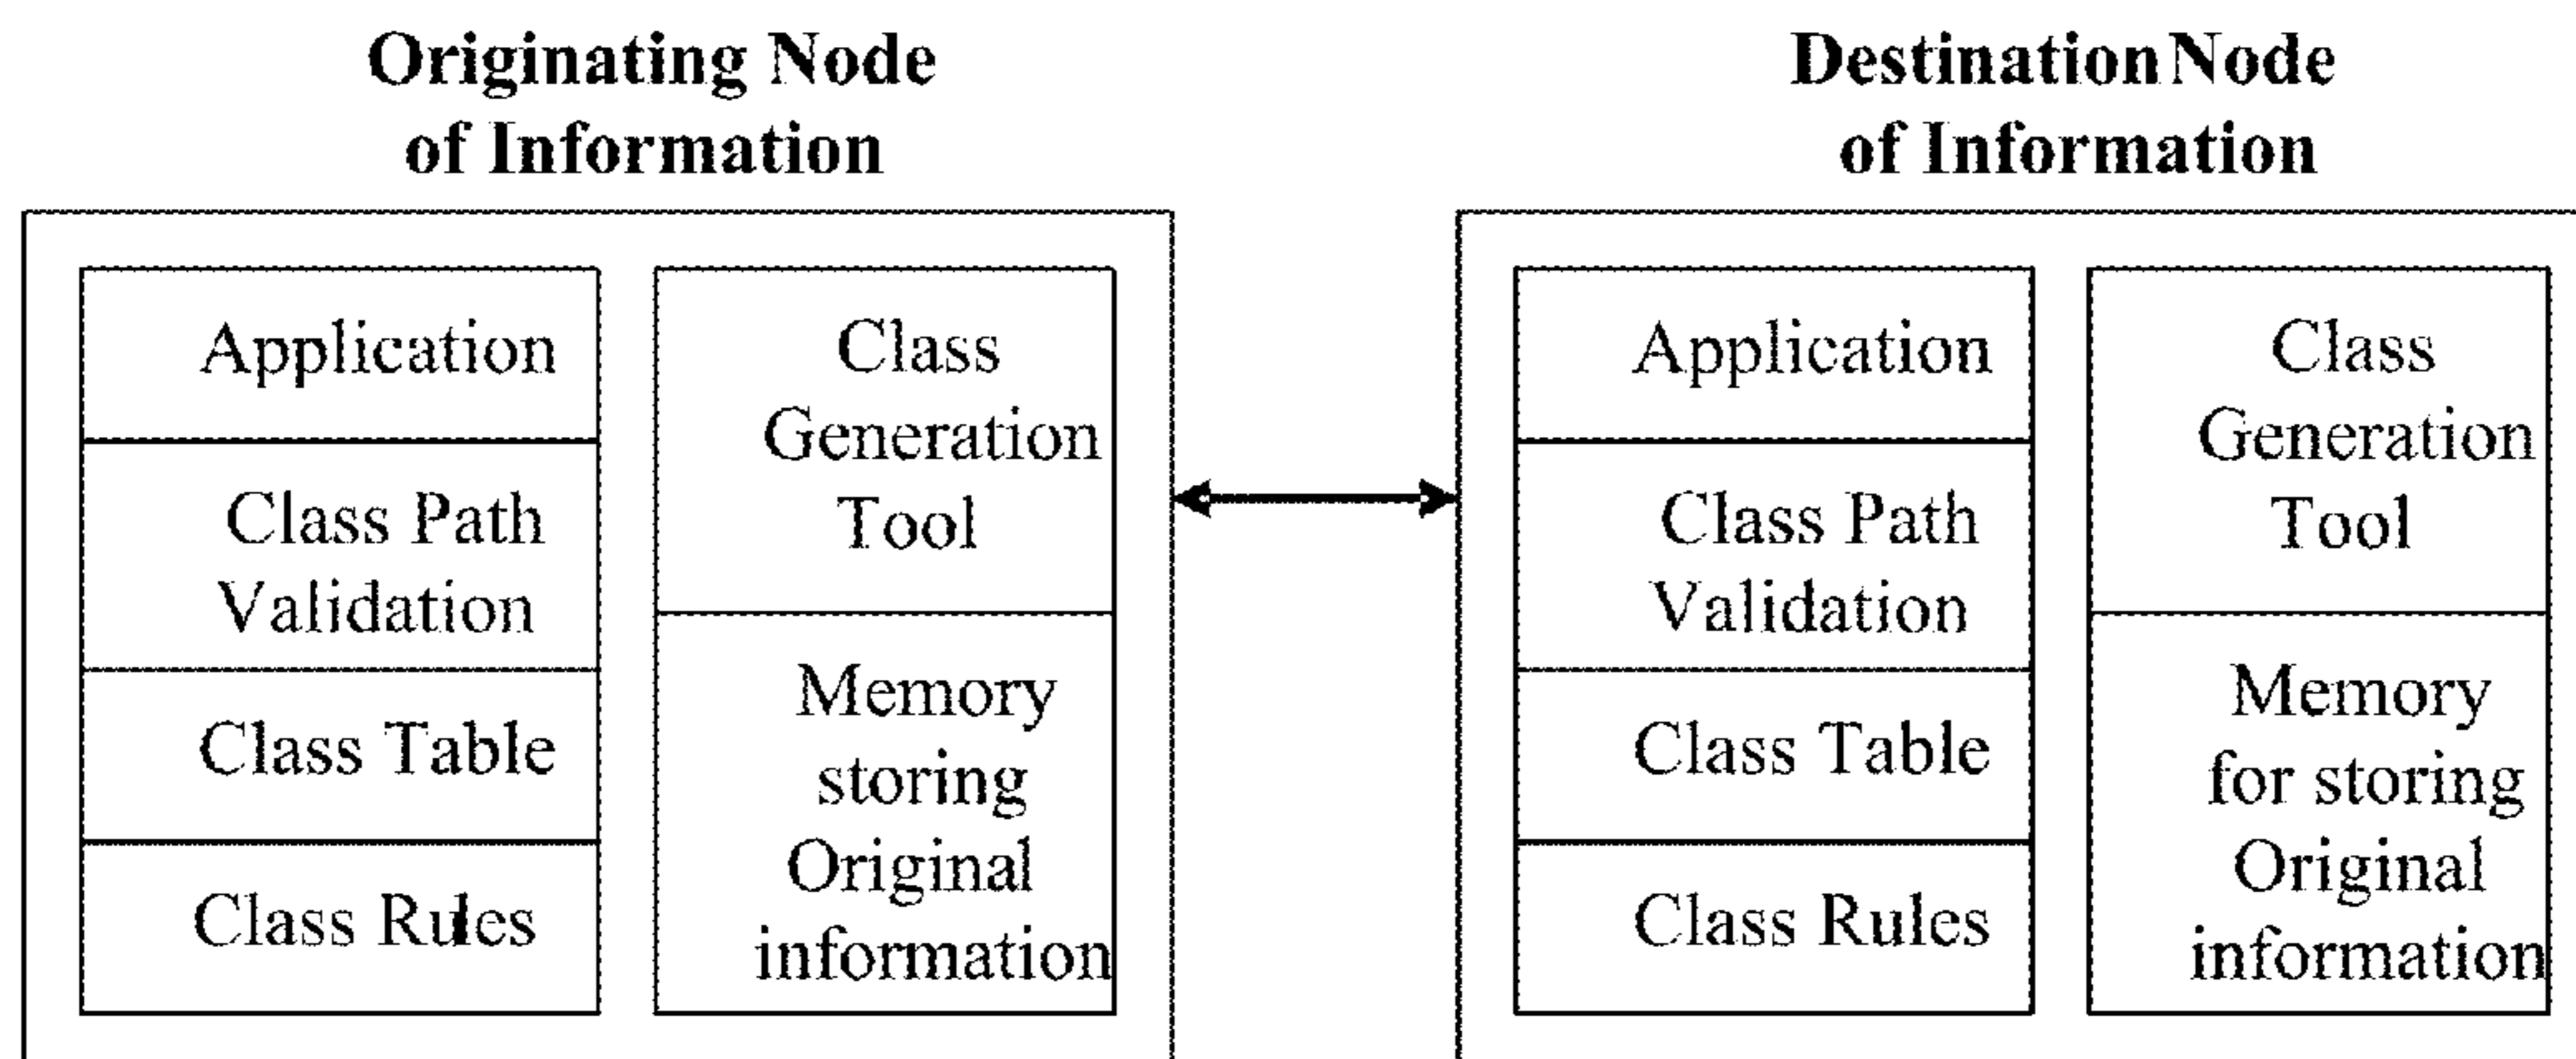 Originating Node
of Information
Application
Class Path
Validation
Class Table
Class Rules
Class
Generation
Tool
Memory
storing
Original
information
Destination Node
of Information
Application
Class Path
Validation
Class Table
Class Rules
Class
Generation
Tool
Memory
for storing
Original
information